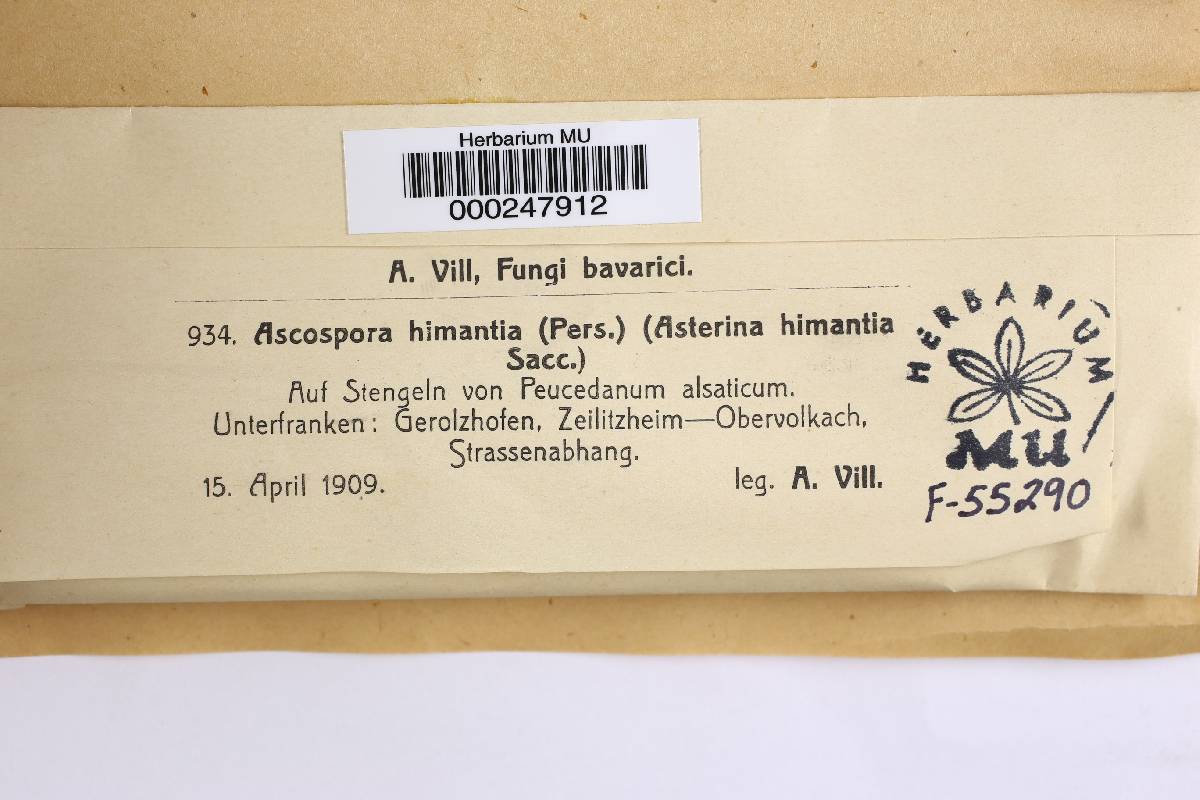 Herbarium MU
000247912
A. Vill, Fungi bavarici.
934. Ascospora himantia (Pers.) (Asterina himantia
Sacc.)
Auf Stengeln von Peucedanum alsaticum.
Unterfranken: Gerolzhofen, Zeilitzheim—Obervolkach,
Strassenabhang.
15. April 1909. leg. A. Vill.
HERBARIUM
MU
F-55290